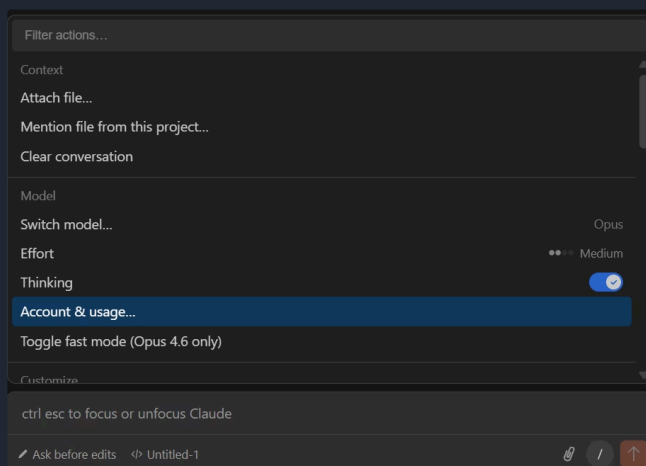 Filter actions...
Context
Attach file...
Mention file from this project...
Clear conversation
Model
Switch model... Opus
Effort Medium
Thinking
Account & usage...
Toggle fast mode (Opus 4.6 only)
Customize
ctrl esc to focus or unfocus Claude
Ask before edits </> Untitled-1 /